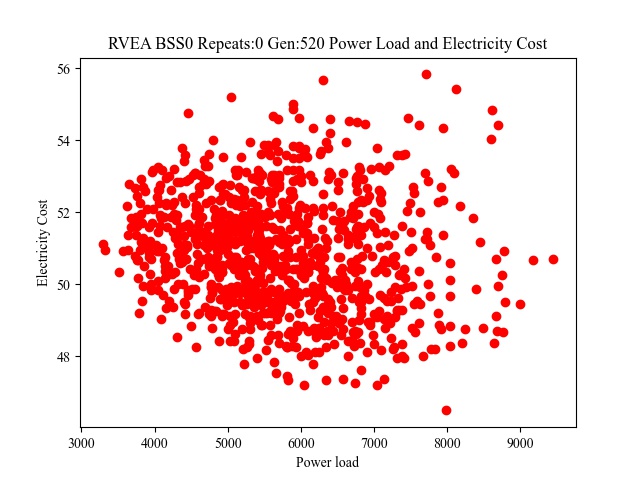 RVEA BSS0 Repeats:0 Gen:520 Power Load and Electricity Cost
56
54
52
50
48
Electricity Cost
3000 4000 5000 6000 7000 8000 9000
Power load